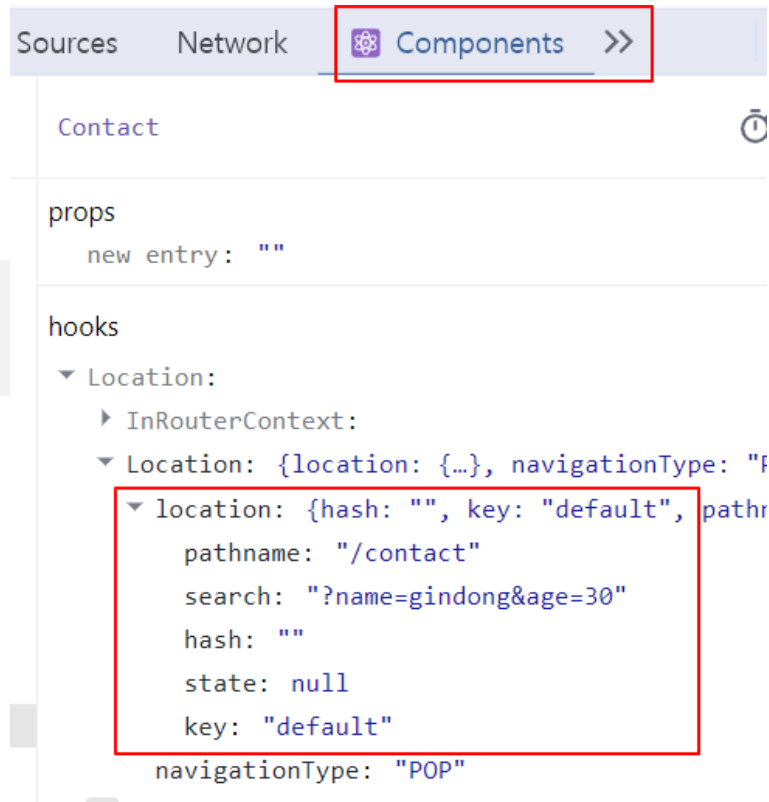 Sources Network Components
Contact
props
new entry: ""
hooks
Location:
InRouterContext:
Location: {location: {…}, navigationType: "P
location: {hash: "", key: "default", pathn
pathname: "/contact"
search: "?name=gindong&age=30"
hash: ""
state: null
key: "default"
navigationType: "POP"